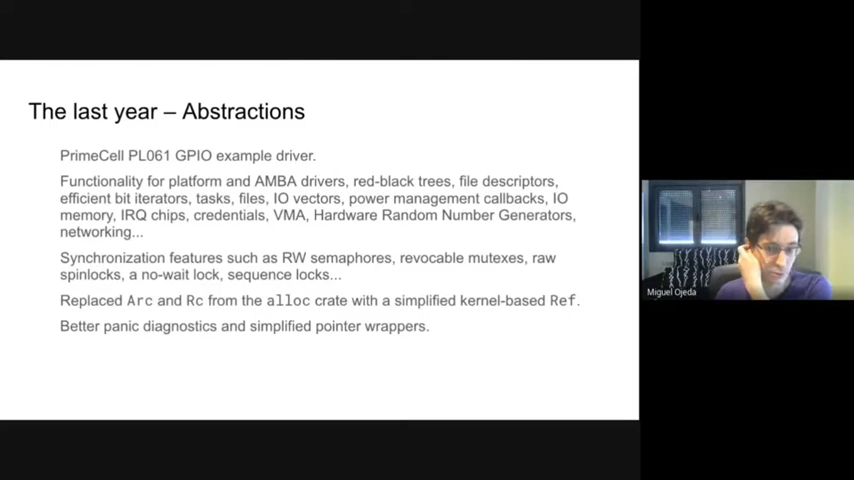 The last year – Abstractions
PrimeCell PL061 GPIO example driver.
Functionality for platform and AMBA drivers, red-black trees, file descriptors,
efficient bit iterators, tasks, files, IO vectors, power management callbacks, IO
memory, IRQ chips, credentials, VMA, Hardware Random Number Generators,
networking...
Synchronization features such as RW semaphores, revocable mutexes, raw
spinlocks, a no-wait lock, sequence locks...
Replaced Arc and Rc from the alloc crate with a simplified kernel-based Ref.
Better panic diagnostics and simplified pointer wrappers.
Miguel Ojeda